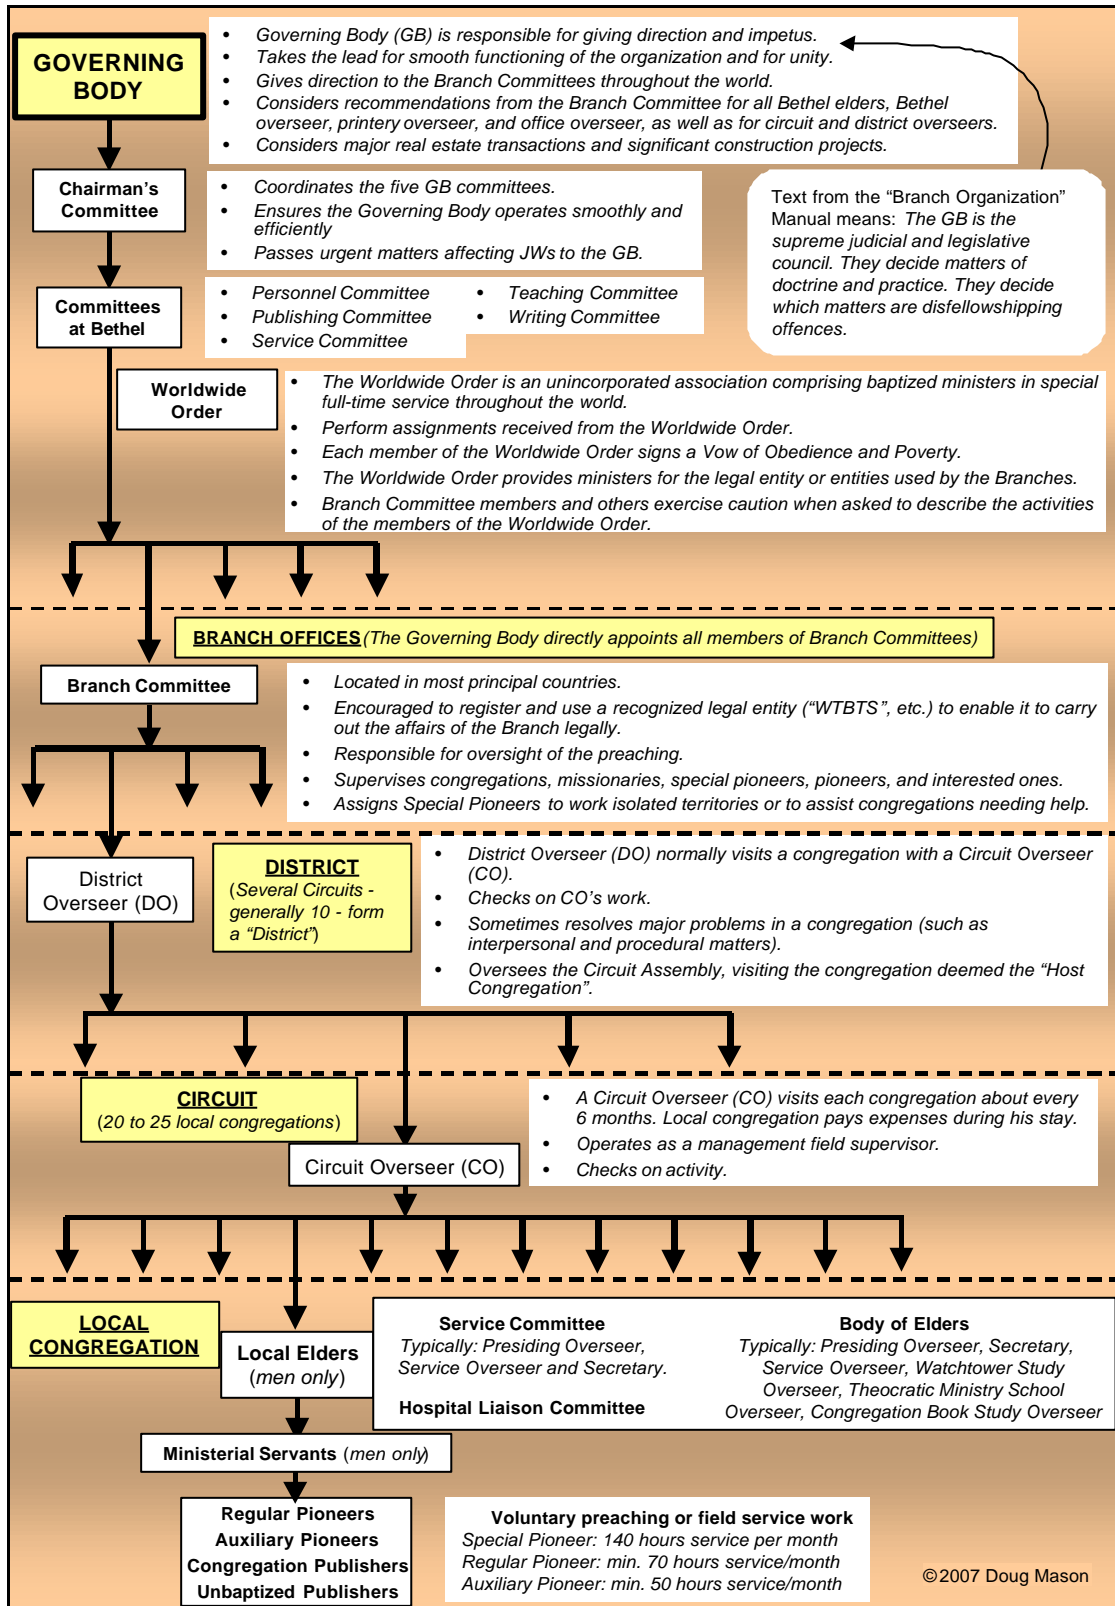 GOVERNING
BODY
• Governing Body (GB) is responsible for giving direction and impetus.
• Takes the lead for smooth functioning of the organization and for unity.
• Gives direction to the Branch Committees throughout the world.
• Considers recommendations from the Branch Committee for all Bethel elders, Bethel
overseer, printery overseer, and office overseer, as well as for circuit and district overseers.
• Considers major real estate transactions and significant construction projects.
Chairman's
Committee
• Coordinates the five GB committees.
• Ensures the Governing Body operates smoothly and
efficiently
• Passes urgent matters affecting JWs to the GB.
Text from the “Branch Organization”
Manual means: The GB is the
supreme judicial and legislative
council. They decide matters of
doctrine and practice. They decide
which matters are disfellowshipping
offences.
Committees
at Bethel
• Personnel Committee
• Publishing Committee
• Service Committee
• Teaching Committee
• Writing Committee
Worldwide
Order
• The Worldwide Order is an unincorporated association comprising baptized ministers in special
full-time service throughout the world.
• Perform assignments received from the Worldwide Order.
• Each member of the Worldwide Order signs a Vow of Obedience and Poverty.
• The Worldwide Order provides ministers for the legal entity or entities used by the Branches.
• Branch Committee members and others exercise caution when asked to describe the activities
of the members of the Worldwide Order.
BRANCH OFFICES (The Governing Body directly appoints all members of Branch Committees)
Branch Committee
• Located in most principal countries.
• Encouraged to register and use a recognized legal entity (“WTBTS”, etc.) to enable it to carry
out the affairs of the Branch legally.
• Responsible for oversight of the preaching.
• Supervises congregations, missionaries, special pioneers, pioneers, and interested ones.
• Assigns Special Pioneers to work isolated territories or to assist congregations needing help.
District
Overseer (DO)
DISTRICT
(Several Circuits -
generally 10 - form
a “District”)
• District Overseer (DO) normally visits a congregation with a Circuit Overseer
(CO).
• Checks on CO's work.
• Sometimes resolves major problems in a congregation (such as
interpersonal and procedural matters).
• Oversees the Circuit Assembly, visiting the congregation deemed the “Host
Congregation”.
CIRCUIT
(20 to 25 local congregations)
Circuit Overseer (CO)
• A Circuit Overseer (CO) visits each congregation about every
6 months. Local congregation pays expenses during his stay.
• Operates as a management field supervisor.
• Checks on activity.
LOCAL
CONGREGATION
Local Elders
(men only)
Service Committee
Typically: Presiding Overseer,
Service Overseer and Secretary.
Hospital Liaison Committee
Body of Elders
Typically: Presiding Overseer, Secretary,
Service Overseer, Watchtower Study
Overseer, Theocratic Ministry School
Overseer, Congregation Book Study Overseer
Ministerial Servants (men only)
Regular Pioneers
Auxiliary Pioneers
Congregation Publishers
Unbaptized Publishers
Voluntary preaching or field service work
Special Pioneer: 140 hours service per month
Regular Pioneer: min. 70 hours service/month
Auxiliary Pioneer: min. 50 hours service/month
©2007 Doug Mason